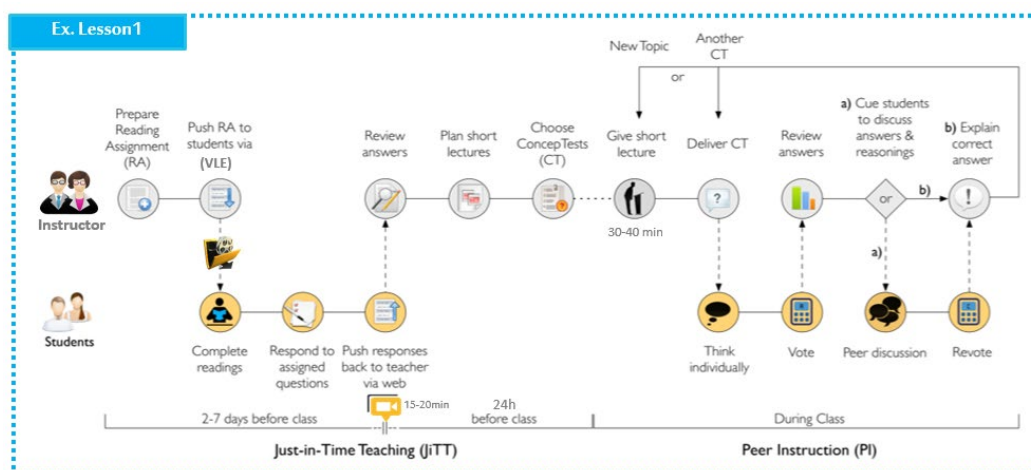 Ex. Lesson1
New Topic
or
Another
CT
Prepare
Reading
Assignment
(RA)
Push RA to
students via
(VLE)
Review
answers
Plan short
lectures
Choose
ConcepTests
(CT)
Give short
lecture
Deliver CT
Review
answers
a) Cue students
to discuss
answers &
reasonings
b) Explain
correct
answer
Instructor
?
or
b)
!
30-40 min
a)
Students
Complete
readings
Respond to
assigned
questions
Push responses
back to teacher
via web
Think
individually
Vote
Peer discussion
Revote
2-7 days before class
15-20min
24h
before class
During Class
Just-in-Time Teaching (JiTT)
Peer Instruction (PI)